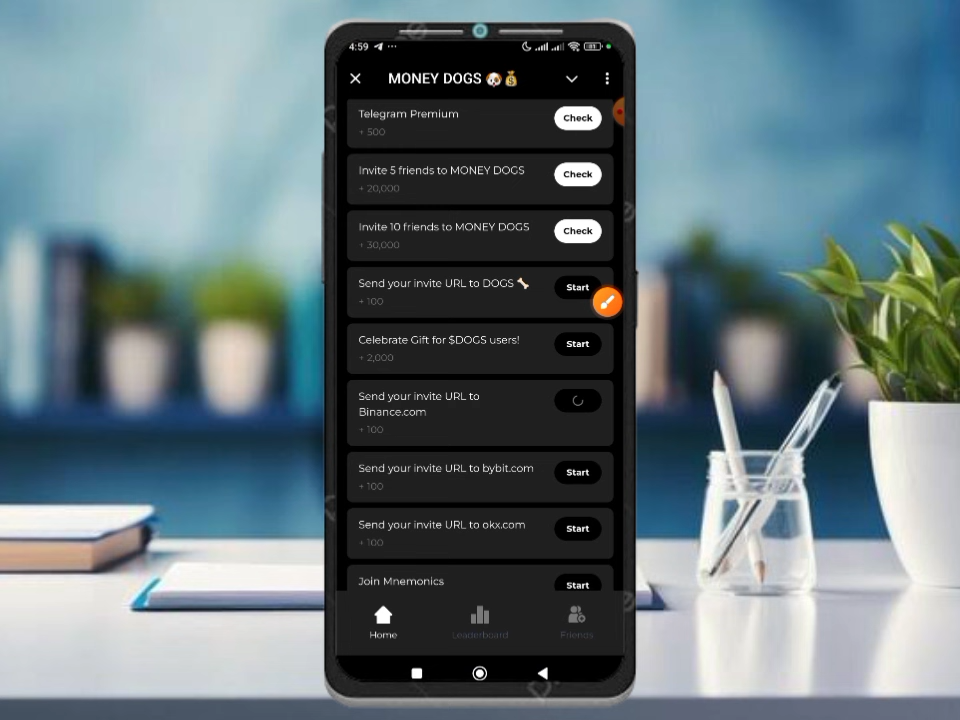 4:59
MONEY DOGS 🐶💰
Telegram Premium
+ 500
Check
Invite 5 friends to MONEY DOGS
+ 20,000
Check
Invite 10 friends to MONEY DOGS
+ 30,000
Check
Send your invite URL to DOGS 🦴
+ 100
Start
Celebrate Gift for $DOGS users!
+ 2,000
Start
Send your invite URL to
Binance.com
+ 100
Send your invite URL to bybit.com
+ 100
Start
Send your invite URL to okx.com
+ 100
Start
Join Mnemonics
Start
Home
Leaderboard
Friends